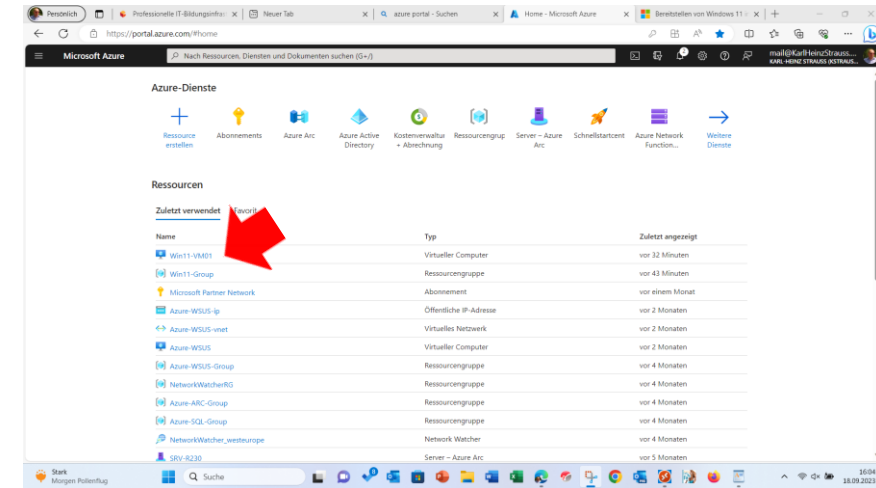 Persönlich
Professionelle IT-Bildungsinfras
Neuer Tab
azure portal - Suchen
Home - Microsoft Azure
Bereitstellen von Windows 11 in
https://portal.azure.com/#home
Microsoft Azure
Nach Ressourcen, Diensten und Dokumenten suchen (G+/)
mail@KarlHeinzStrauss....
KARL-HEINZ STRAUSS (KSTRAUS...
Azure-Dienste
Ressource erstellen
Abonnements
Azure Arc
Azure Active Directory
Kostenverwaltur + Abrechnung
Ressourcengrup
Server – Azure Arc
Schnellstartcent
Azure Network Function...
Weitere Dienste
Ressourcen
Zuletzt verwendet Favorit
Name Typ Zuletzt angezeigt
Win11-VM01 Virtueller Computer vor 32 Minuten
Win11-Group Ressourcengruppe vor 43 Minuten
Microsoft Partner Network Abonnement vor einem Monat
Azure-WSUS-ip Öffentliche IP-Adresse vor 2 Monaten
Azure-WSUS-vnet Virtuelles Netzwerk vor 2 Monaten
Azure-WSUS Virtueller Computer vor 2 Monaten
Azure-WSUS-Group Ressourcengruppe vor 4 Monaten
NetworkWatcherRG Ressourcengruppe vor 4 Monaten
Azure-ARC-Group Ressourcengruppe vor 4 Monaten
Azure-SQL-Group Ressourcengruppe vor 4 Monaten
NetworkWatcher_westeurope Network Watcher vor 4 Monaten
SRV-R230 Server – Azure Arc vor 5 Monaten
Stark
Morgen Pollenflug
Suche
16:04
18.09.2023